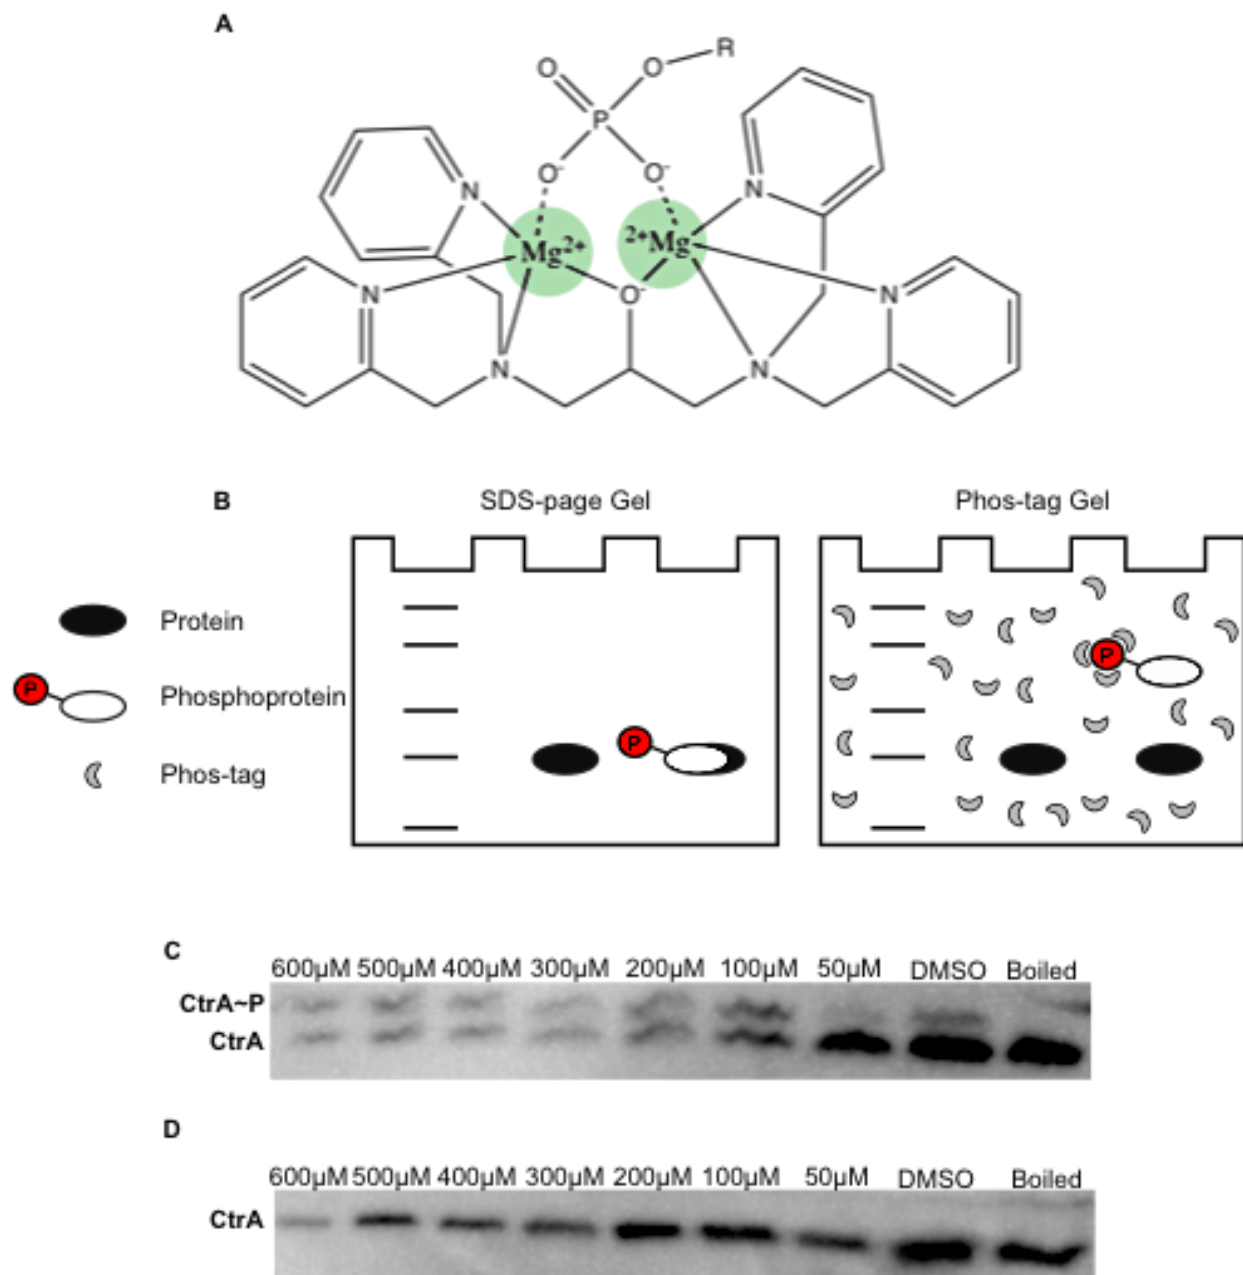 A
R
O O
P
O- O-
N N
Mg2+ 2+Mg
N O- N
N N
B SDS-page Gel Phos-tag Gel
Protein
P Phosphoprotein
Phos-tag
P
P
C
600µM 500µM 400µM 300µM 200µM 100µM 50µM DMSO Boiled
CtrA~P
CtrA
D
600µM 500µM 400µM 300µM 200µM 100µM 50µM DMSO Boiled
CtrA